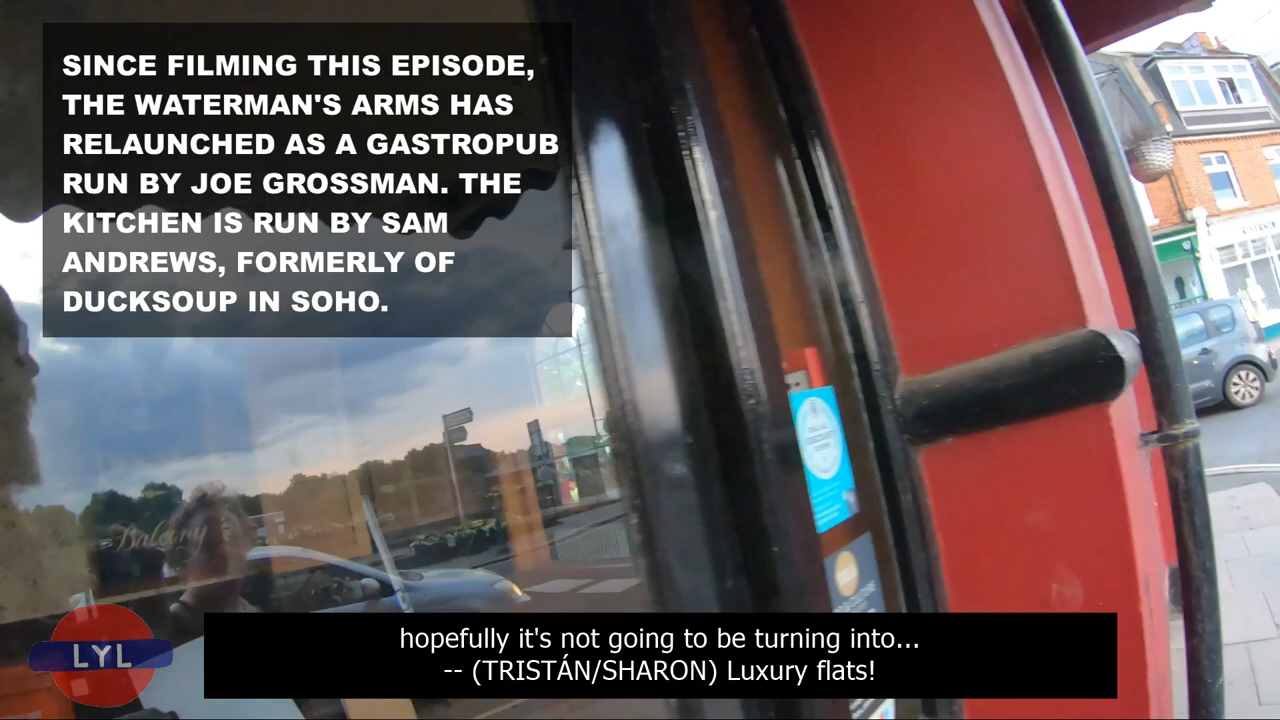 SINCE FILMING THIS EPISODE,
THE WATERMAN'S ARMS HAS
RELAUNCHED AS A GASTROPUB
RUN BY JOE GROSSMAN. THE
KITCHEN IS RUN BY SAM
ANDREWS, FORMERLY OF
DUCKSOUP IN SOHO.
Balcony
LYL
hopefully it's not going to be turning into...
-- (TRISTÁN/SHARON) Luxury flats!